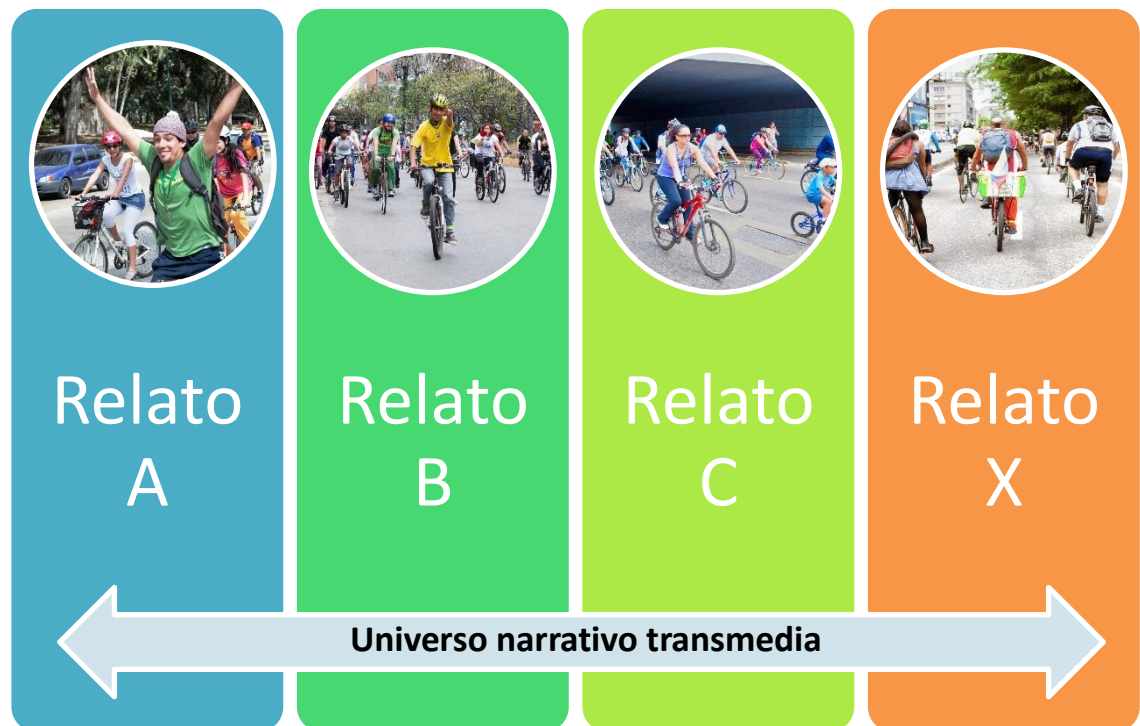 Relato
A
Relato
B
Relato
C
Relato
X
Universo narrativo transmedia